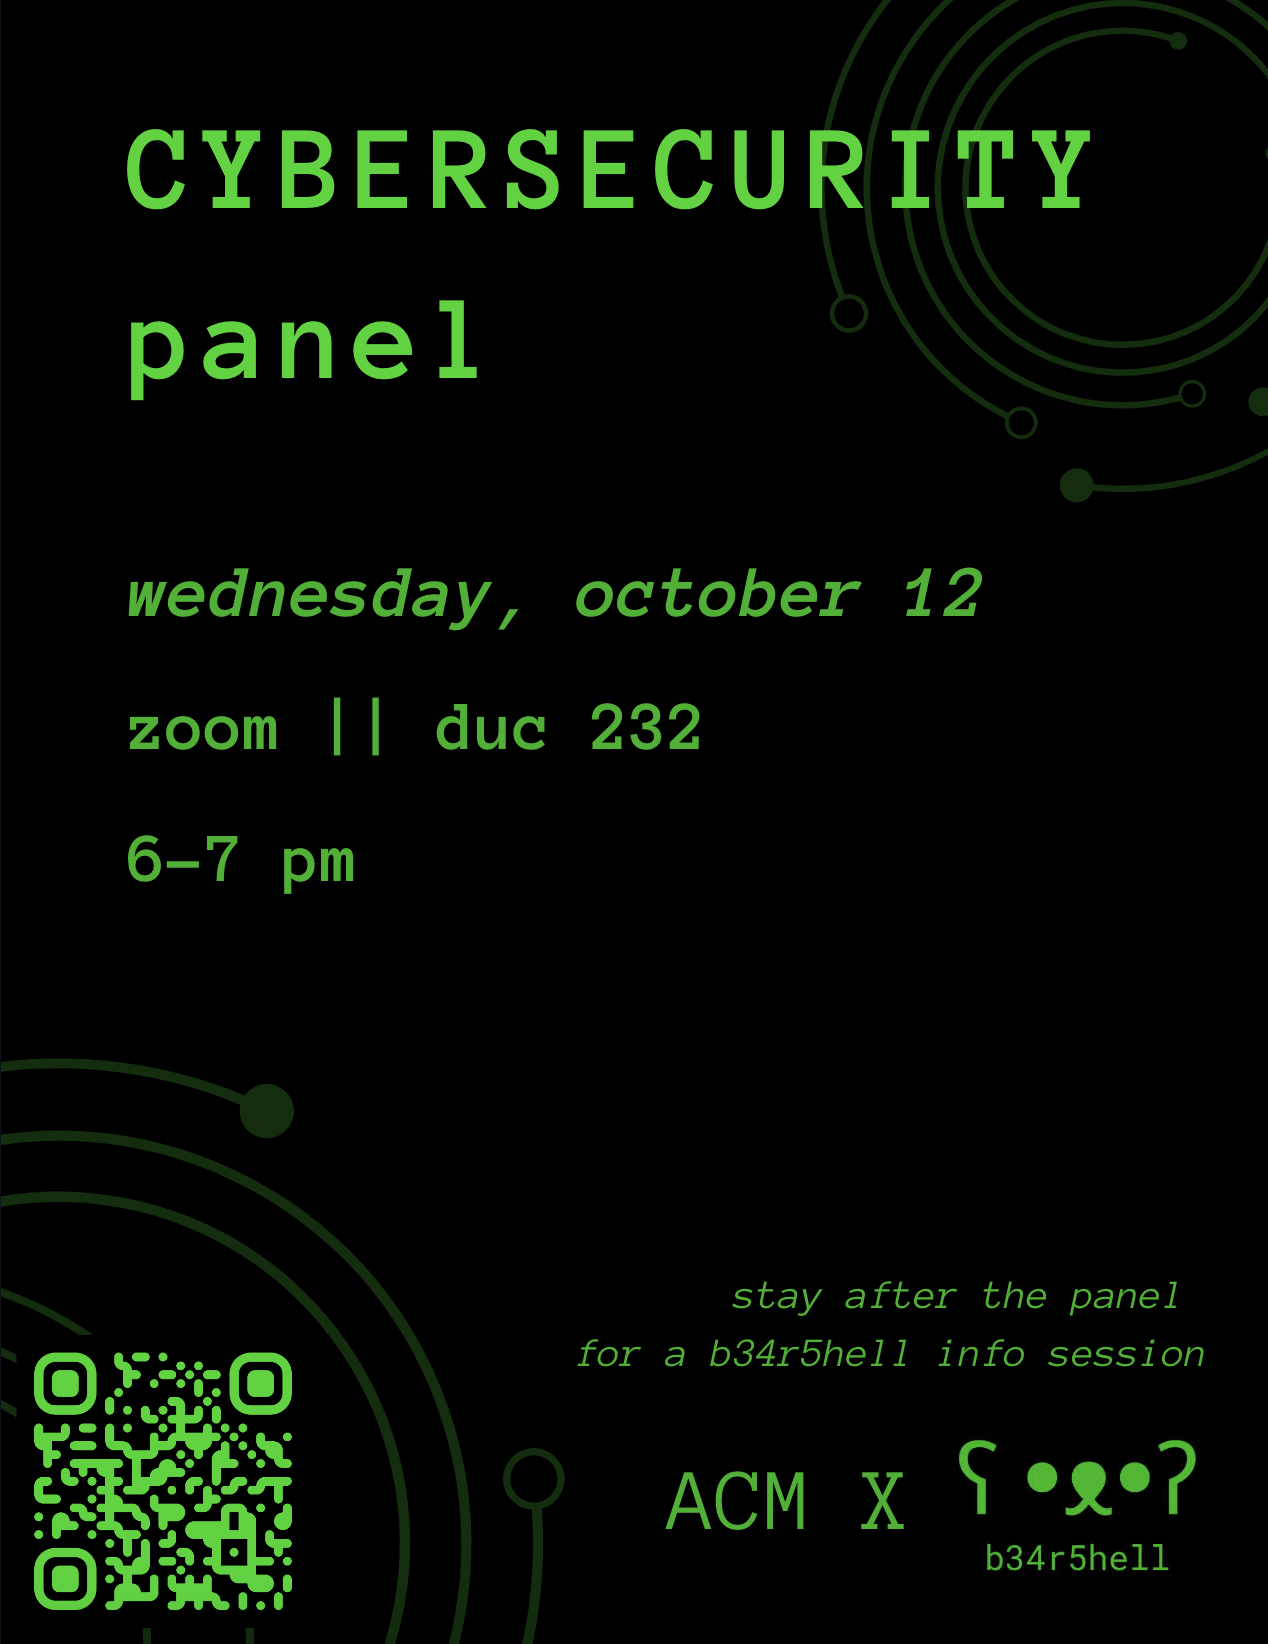 CYBERSECURITY
panel
wednesday, october 12
zoom || duc 232
6–7 pm
stay after the panel
for a b34r5hell info session
ACM X ʕ •ᴥ•ʔ
b34r5hell